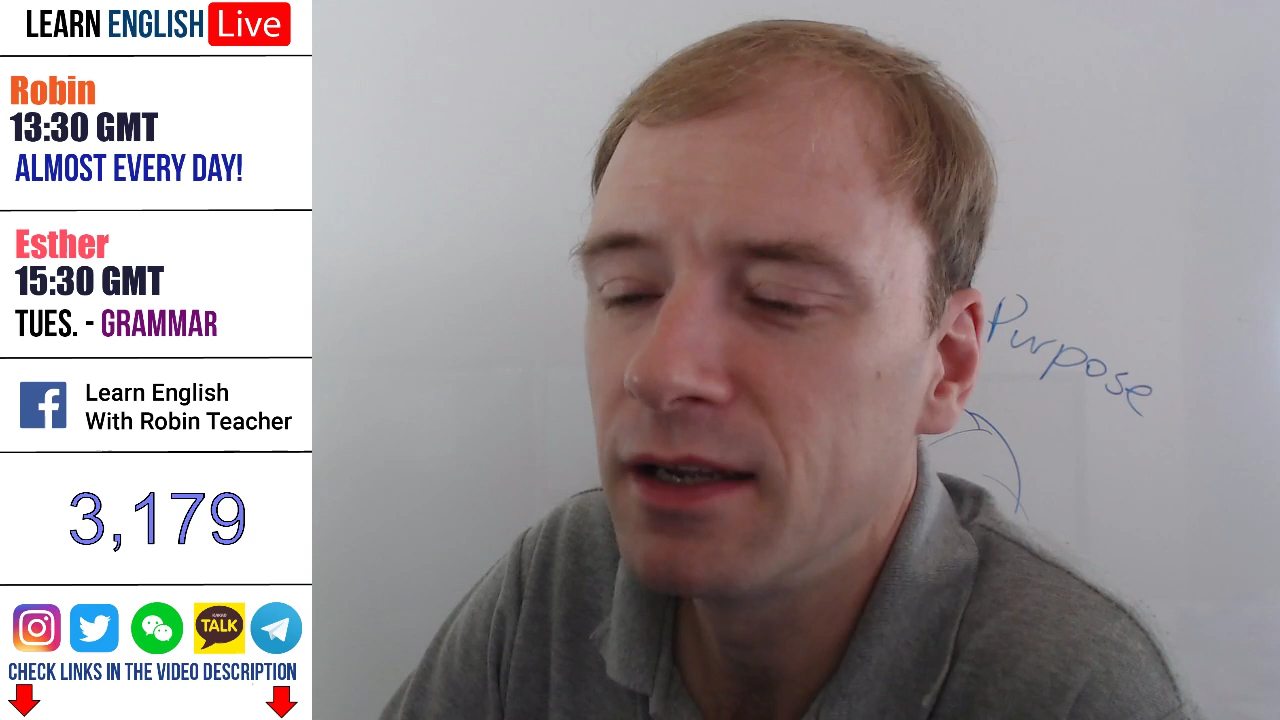 LEARN ENGLISH Live
Robin
13:30 GMT
ALMOST EVERY DAY!
Esther
15:30 GMT
TUES. - GRAMMAR
Learn English
With Robin Teacher
3,179
TALK
CHECK LINKS IN THE VIDEO DESCRIPTION
Purpose